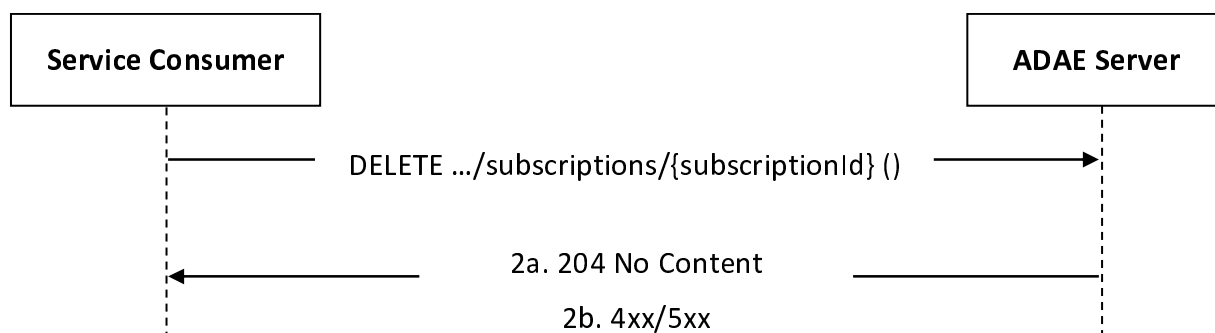 Service Consumer
ADAE Server
DELETE .../subscriptions/{subscriptionId} ()
2a. 204 No Content
2b. 4xx/5xx